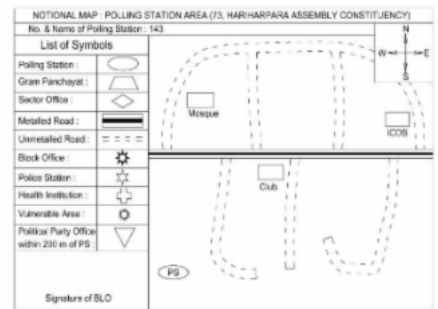 NOTIONAL MAP : POLLING STATION AREA (73, HARIHARPARA ASSEMBLY CONSTITUENCY)
No. & Name of Polling Station : 143
List of Symbols
Polling Station :
Gram Panchayat :
Sector Office :
Metalled Road :
Unmetalled Road :
Block Office :
Police Station :
Health Institution :
Vulnerable Area :
Political Party Office
within 200 m of PS :
Signature of BLO
N
W
E
S
Mosque
ICDS
Club
PS